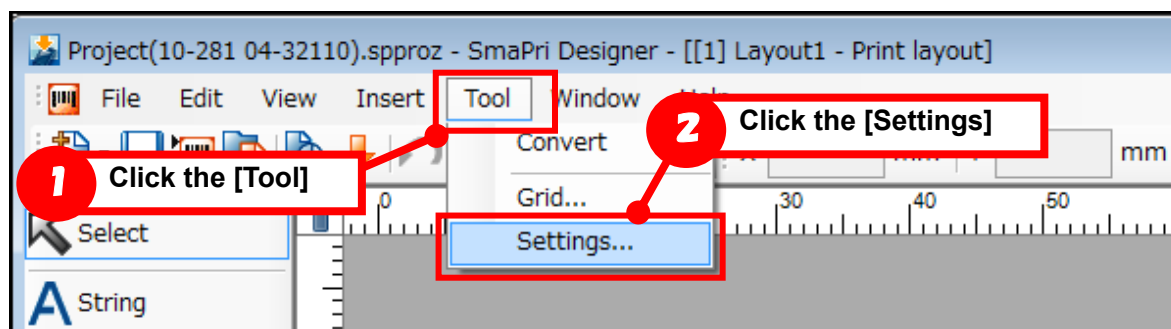 Project(10-281 04-32110).spproz - SmaPri Designer - [[1] Layout1 - Print layout]
File Edit View Insert Tool Window
2 Click the [Settings]
Convert
mm
1 Click the [Tool]
Grid...
0 30 40 50
Select
Settings...
String